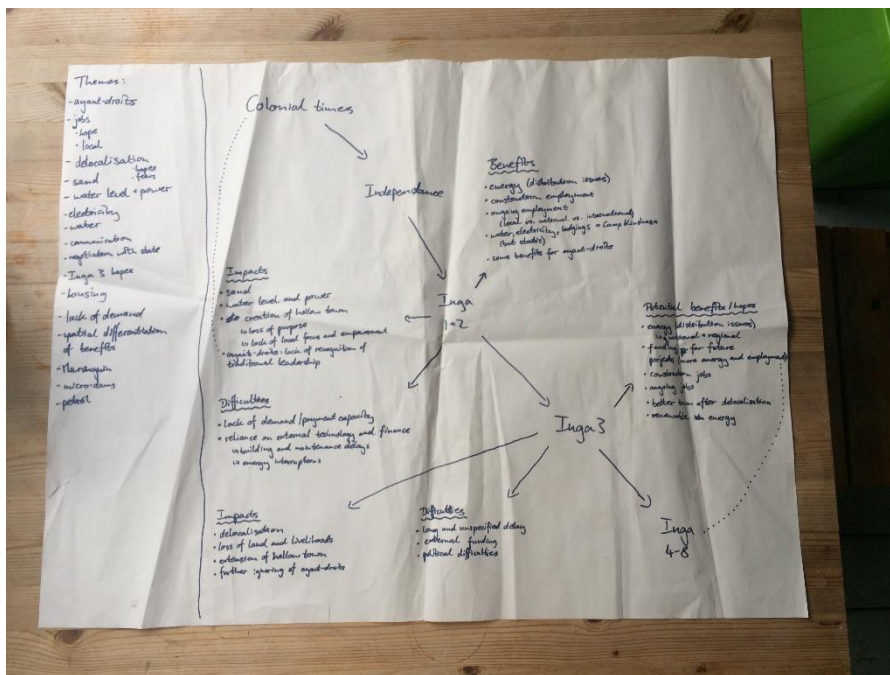 Themes:
- ayant-droits
- jobs
· hope
· local
- delocalisation
- sand · hopes
· fears
- water level + power
- electricity
- water
- communication
- negotiation with state
- Inga 3 hopes
- housing
- lack of demand
- spatial differentiation
of benefits
- micro-dams
- petrol
Colonial times
Independance
Inga
1+2
Benefits
· energy (distribution issues)
· construction employment
· ongoing employment
(local vs. national vs. international)
· water, electricity, lodgings → Camp Kinshasa
(but static)
· some benefits for ayant-droits
Impacts
· sand
· water level and power
· creation of hollow town
↳ loss of purpose
↳ lack of local focus and empowerment
· ayants-droits: lack of recognition of
traditional leadership
Difficulties
· lack of demand/payment capacity
· reliance on external technology and finance
↳ building and maintenance delays
↳ energy interruptions
Inga 3
Potential benefits/hopes
· energy (distribution issues)
↳ national + regional
· funding for future
projects (more energy and employment)
· construction jobs
· ongoing jobs
· better town after delocalisation
· renewable energy
Impacts
· delocalisation
· loss of land and livelihoods
· extension of hollow town
· further ignoring of ayant-droits
Difficulties
· long and unspecified delay
· external funding
· political difficulties
Inga
4-8